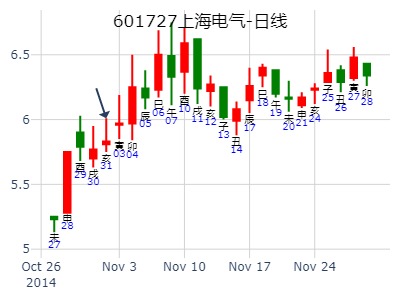 601727上海电气-日线
6.5
6
5.5
5
未
27
申
28
酉
29
戌
30
亥
31
寅
03
卯
04
辰
05
巳
06
午
07
酉
10
戌
11
亥
12
子
13
丑
14
辰
17
巳
18
午
19
未
20
申
21
亥
24
子
25
丑
26
寅
27
卯
28
Oct 26
2014
Nov 3
Nov 10
Nov 17
Nov 24